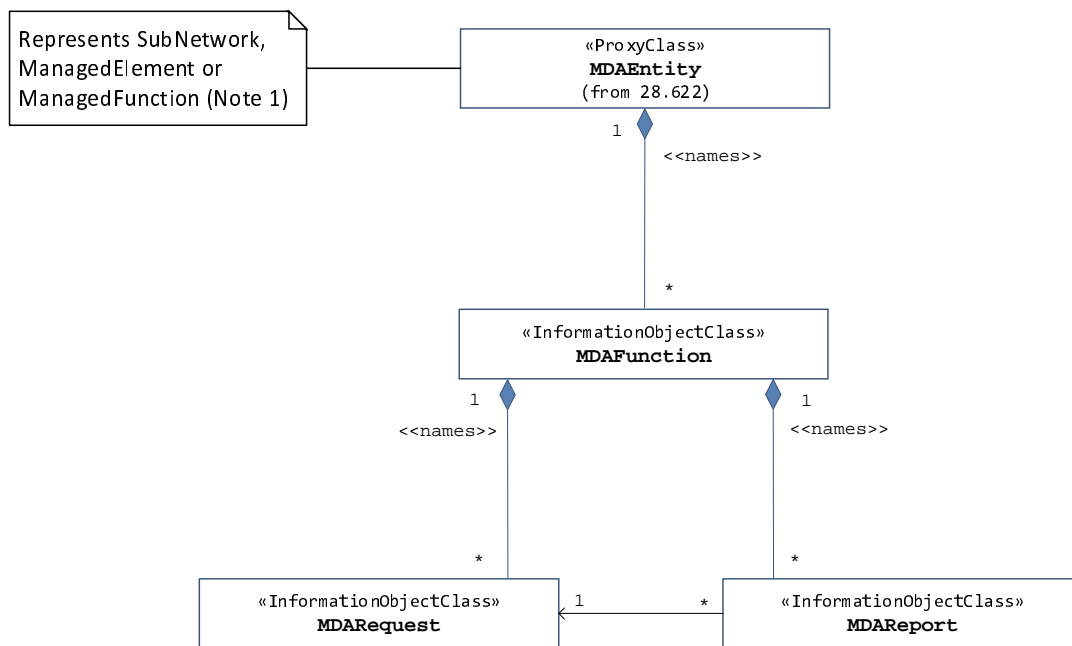 Represents SubNetwork,
ManagedElement or
ManagedFunction (Note 1)
«ProxyClass»
MDAEntity
(from 28.622)
1
<<names>>
*
«InformationObjectClass»
MDAFunction
1
<<names>>
1
<<names>>
*
*
«InformationObjectClass»
MDARequest
1
*
«InformationObjectClass»
MDAReport